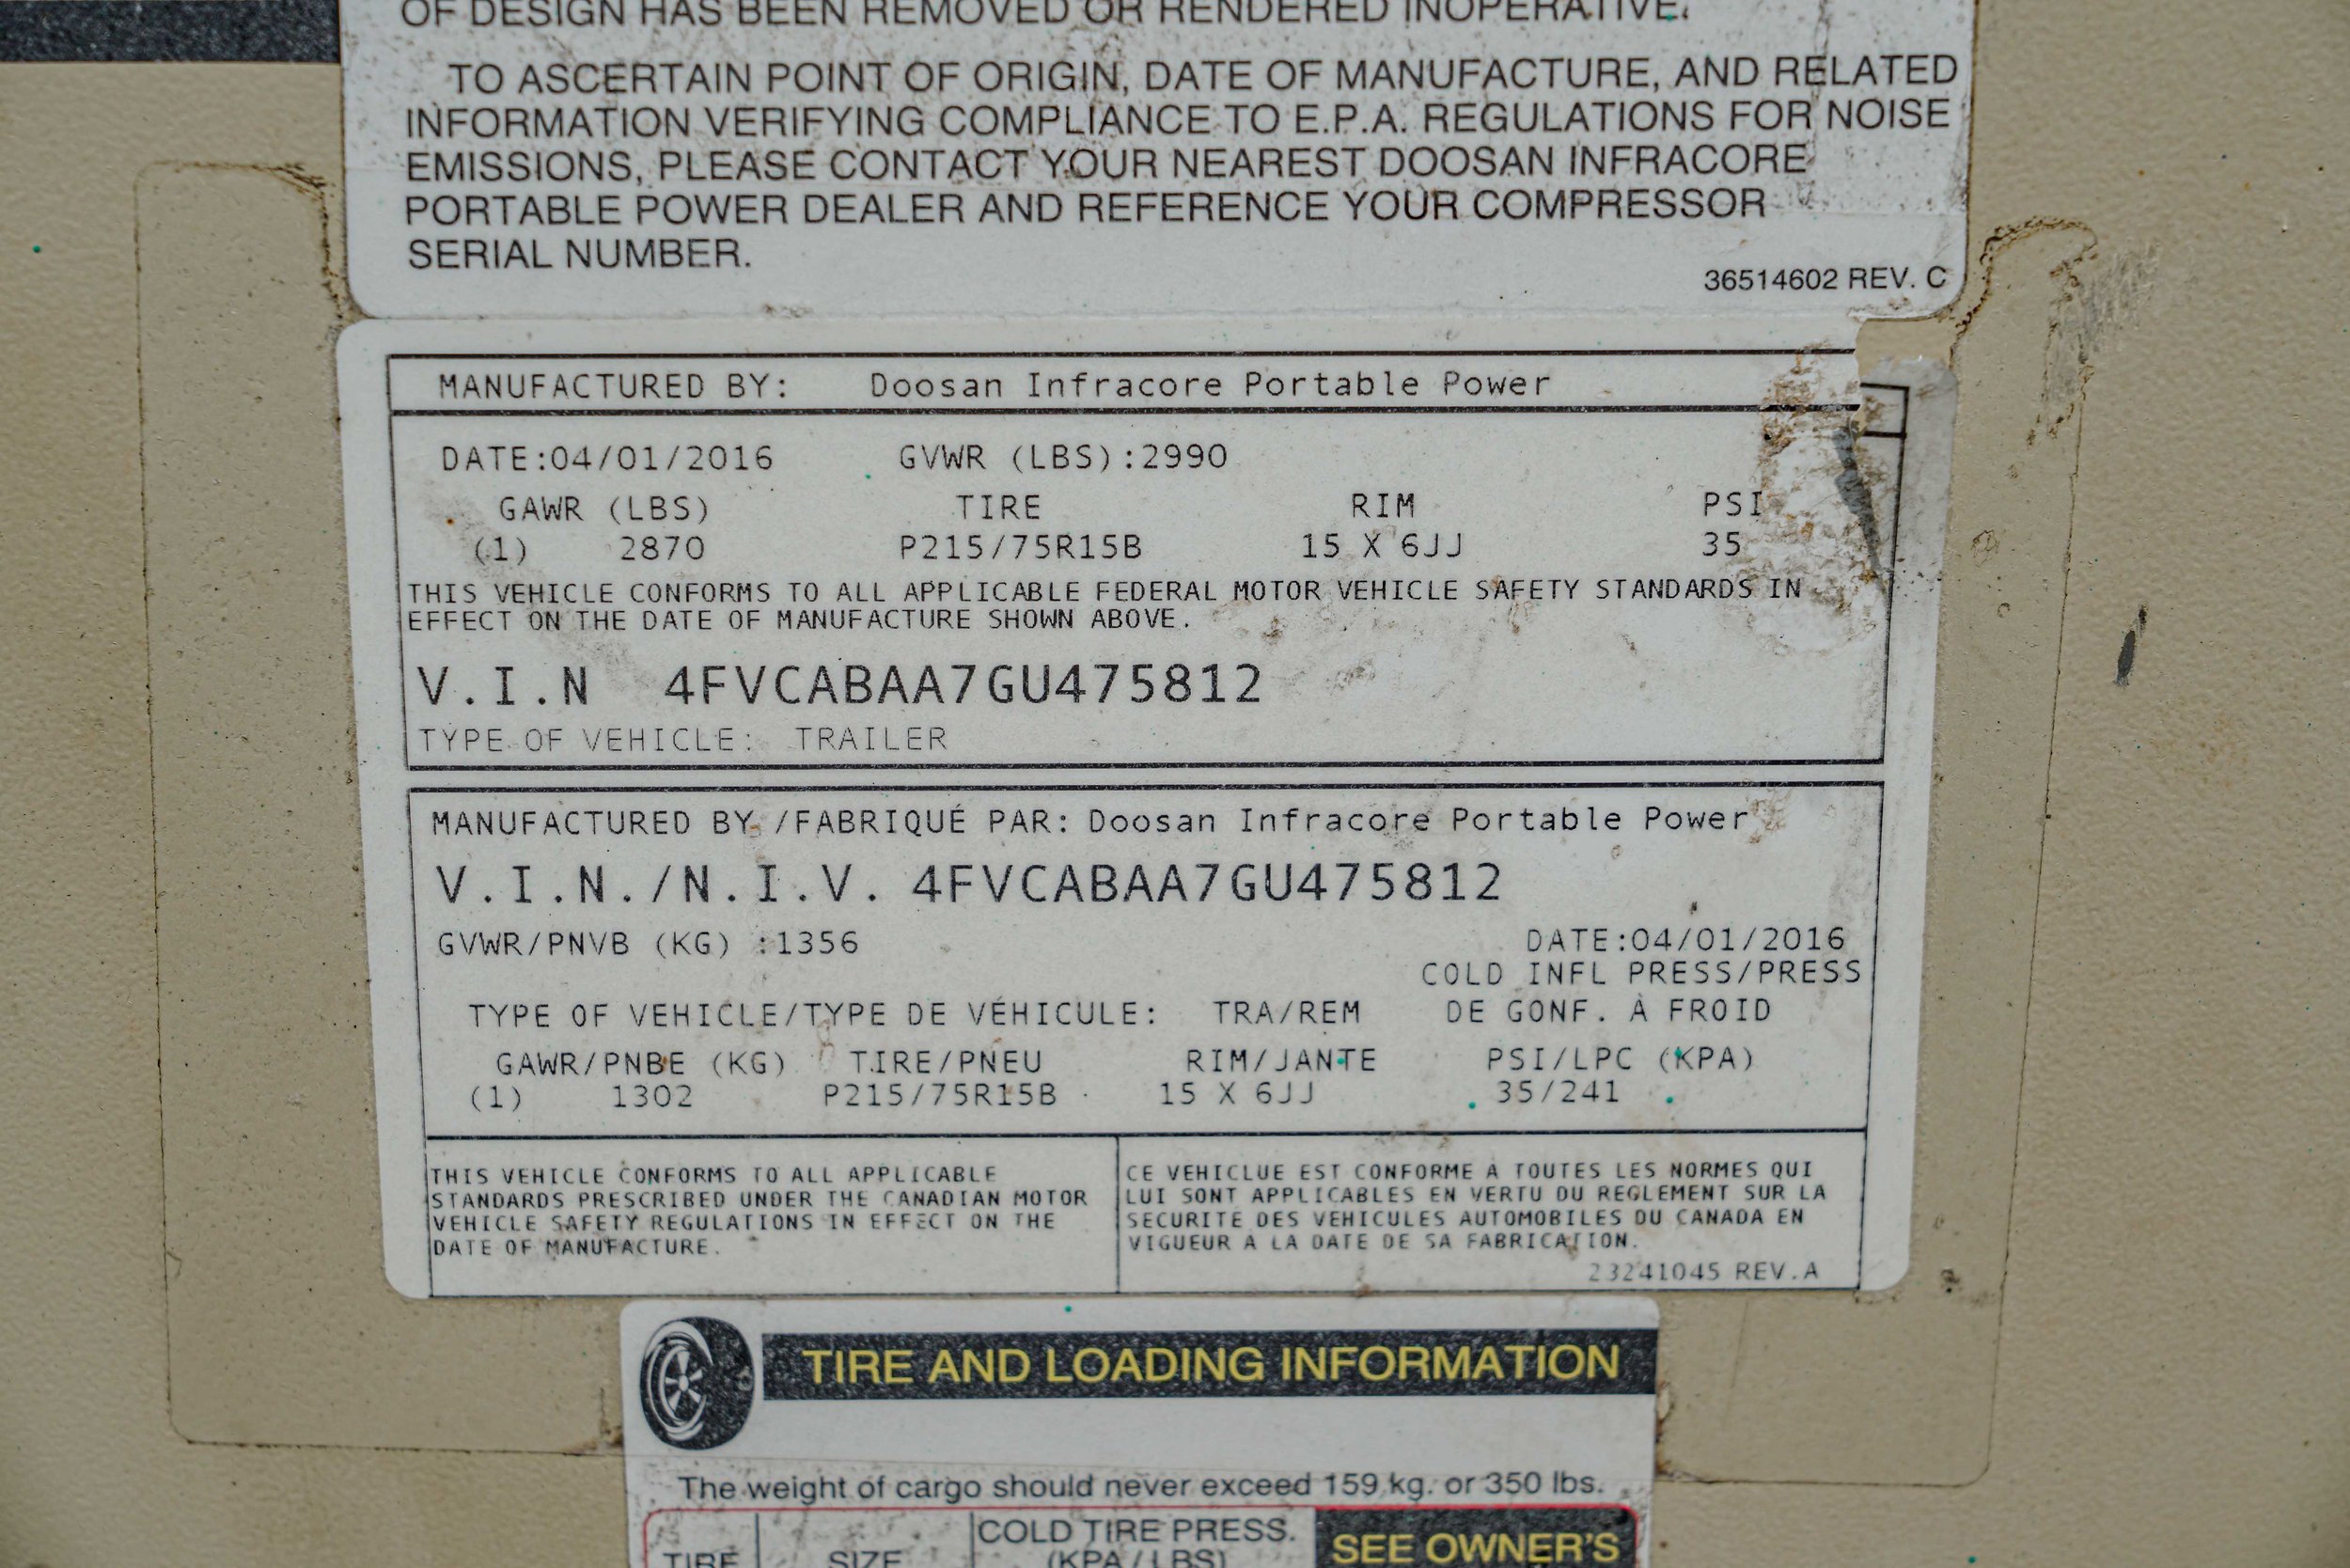 OF DESIGN HAS BEEN REMOVED OR RENDERED INOPERATIVE.
TO ASCERTAIN POINT OF ORIGIN, DATE OF MANUFACTURE, AND RELATED
INFORMATION VERIFYING COMPLIANCE TO E.P.A. REGULATIONS FOR NOISE
EMISSIONS, PLEASE CONTACT YOUR NEAREST DOOSAN INFRACORE
PORTABLE POWER DEALER AND REFERENCE YOUR COMPRESSOR
SERIAL NUMBER.
36514602 REV. C
MANUFACTURED BY: Doosan Infracore Portable Power
DATE:04/01/2016 GVWR (LBS):2990
GAWR (LBS) TIRE RIM PSI
(1) 2870 P215/75R15B 15 X 6JJ 35
THIS VEHICLE CONFORMS TO ALL APPLICABLE FEDERAL MOTOR VEHICLE SAFETY STANDARDS IN
EFFECT ON THE DATE OF MANUFACTURE SHOWN ABOVE.
V.I.N 4FVCABAA7GU475812
TYPE OF VEHICLE: TRAILER
MANUFACTURED BY /FABRIQUÉ PAR: Doosan Infracore Portable Power
V.I.N./N.I.V. 4FVCABAA7GU475812
GVWR/PNVB (KG) :1356 DATE:04/01/2016
COLD INFL PRESS/PRESS
TYPE OF VEHICLE/TYPE DE VÉHICULE: TRA/REM DE GONF. À FROID
GAWR/PNBE (KG) TIRE/PNEU RIM/JANTE PSI/LPC (KPA)
(1) 1302 P215/75R15B 15 X 6JJ 35/241
THIS VEHICLE CONFORMS TO ALL APPLICABLE
STANDARDS PRESCRIBED UNDER THE CANADIAN MOTOR
VEHICLE SAFETY REGULATIONS IN EFFECT ON THE
DATE OF MANUFACTURE.
CE VEHICLUE EST CONFORME A TOUTES LES NORMES QUI
LUI SONT APPLICABLES EN VERTU DU REGLEMENT SUR LA
SECURITE DES VEHICULES AUTOMOBILES DU CANADA EN
VIGUEUR A LA DATE DE SA FABRICATION.
23241045 REV.A
TIRE AND LOADING INFORMATION
The weight of cargo should never exceed 159 kg. or 350 lbs.
TIRE SIZE COLD TIRE PRESS. SEE OWNER'S
(KPA/LBS)